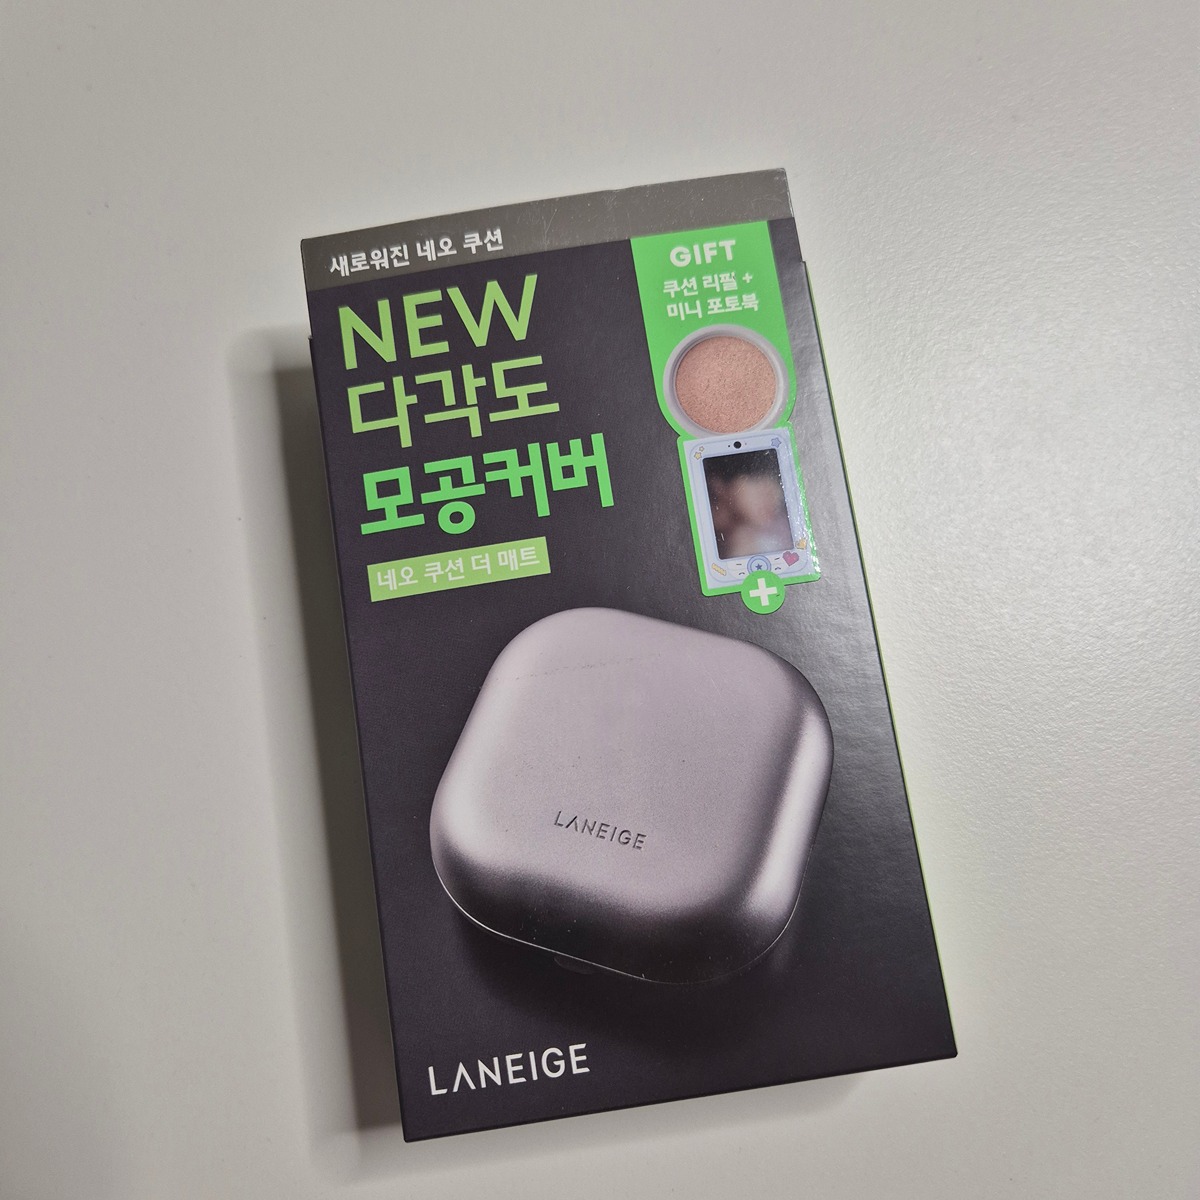 새로워진 네오 쿠션
NEW
다각도
모공커버
네오 쿠션 더 매트
GIFT
쿠션 리필 +
미니 포토북
+
LANEIGE
LANEIGE